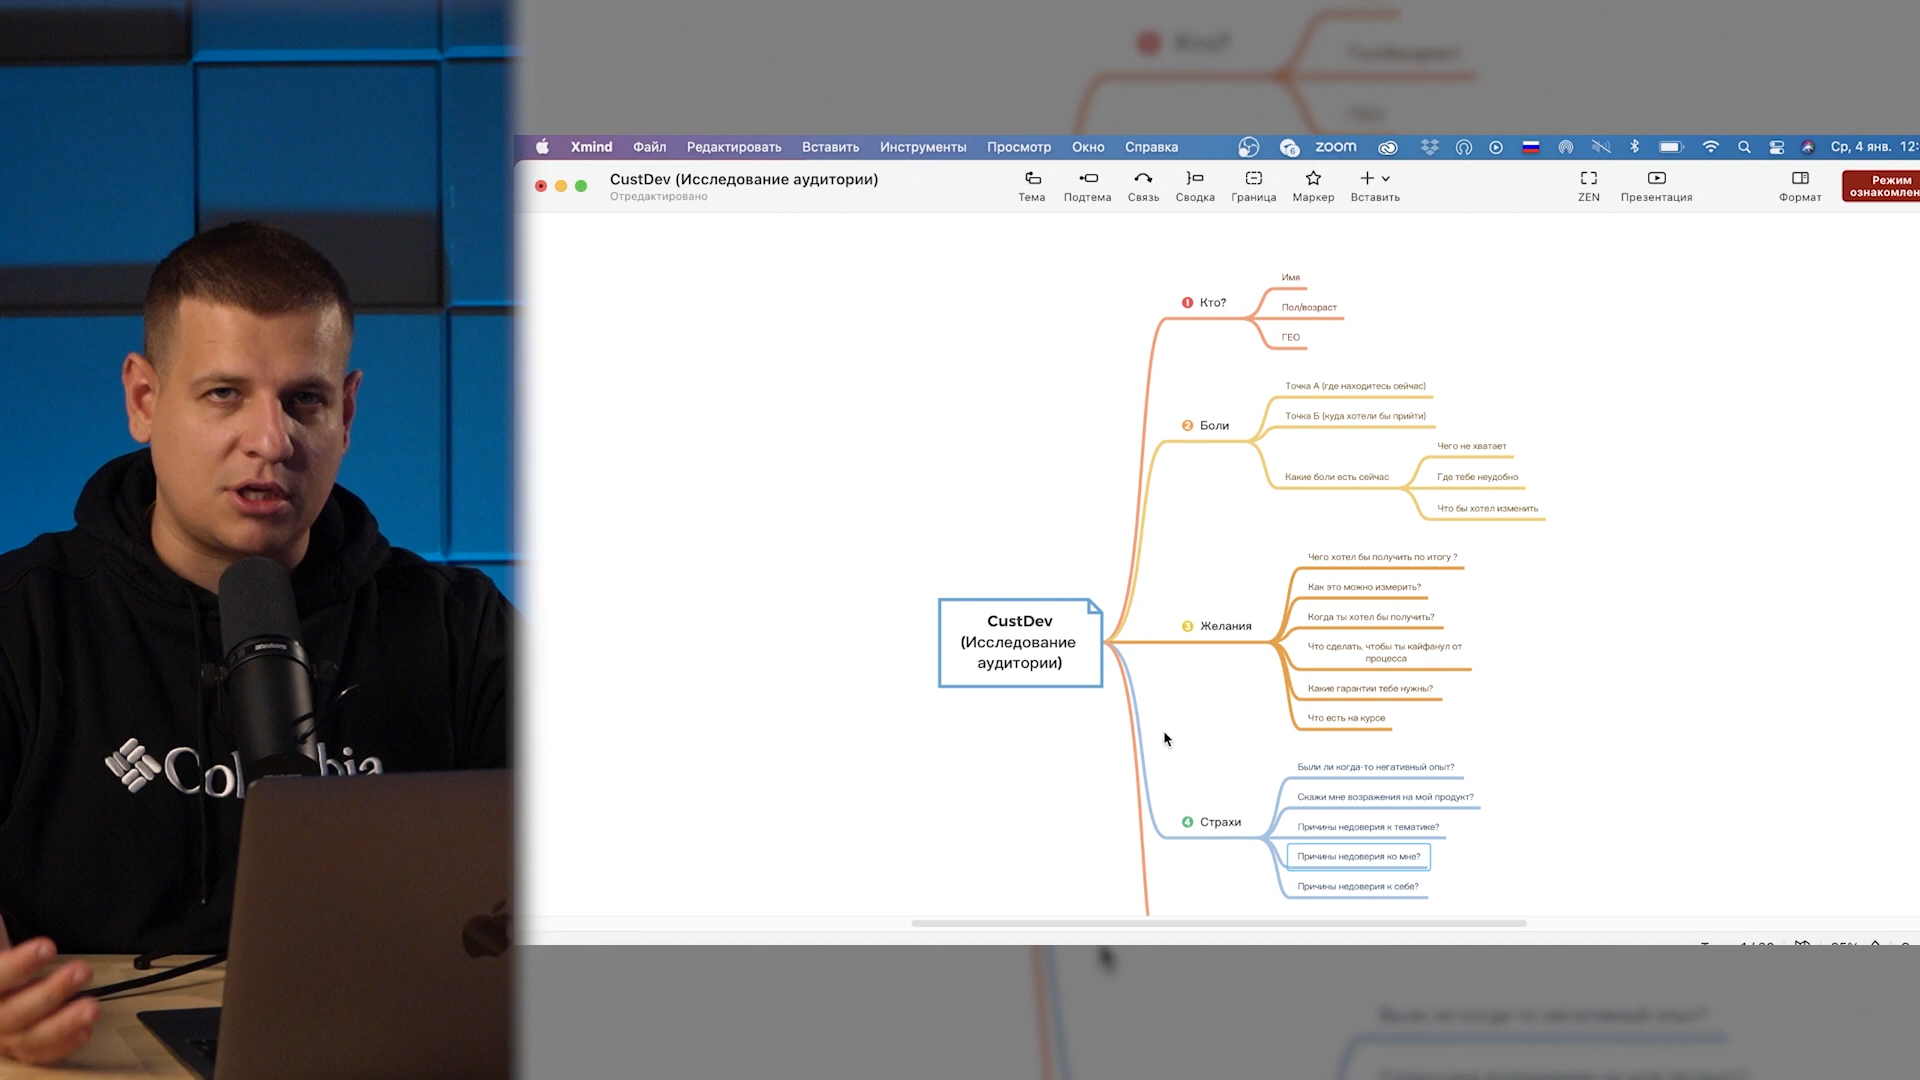 Xmind Файл Редактировать Вставить Инструменты Просмотр Окно Справка zoom Ср, 4 янв. 12:
CustDev (Исследование аудитории)
Отредактировано
Тема Подтема Связь Сводка Граница Маркер Вставить ZEN Презентация Формат
Режим
ознакомлен
1 Кто?
Имя
Пол/возраст
ГЕО
2 Боли
Точка А (где находитесь сейчас)
Точка Б (куда хотели бы прийти)
Какие боли есть сейчас
Чего не хватает
Где тебе неудобно
Что бы хотел изменить
CustDev
(Исследование
аудитории)
3 Желания
Чего хотел бы получить по итогу ?
Как это можно измерить?
Когда ты хотел бы получить?
Что сделать, чтобы ты кайфанул от
процесса
Какие гарантии тебе нужны?
Что есть на курсе
4 Страхи
Были ли когда-то негативный опыт?
Скажи мне возражения на мой продукт?
Причины недоверия к тематике?
Причины недоверия ко мне?
Причины недоверия к себе?